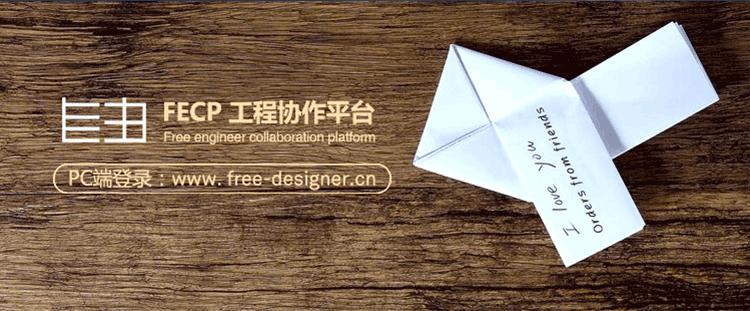 FECP 工程协作平台
Free engineer collaboration platform
PC端登录：www.free-designer.cn
I love You
Orders from friends